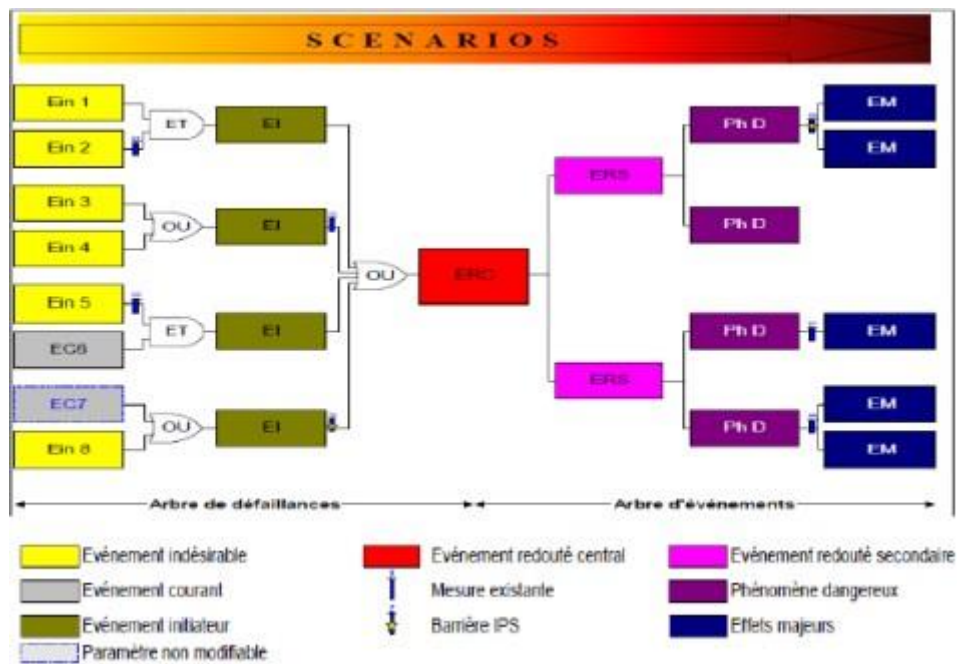 SCENARIOS
Ein 1
Ein 2
ET
EI
Ein 3
Ein 4
OU
EI
Ein 5
EC6
ET
EI
EC7
Ein 8
OU
EI
OU
ERC
ERS
ERS
Ph D
Ph D
Ph D
Ph D
EM
EM
EM
EM
EM
Arbre de défaillances
Arbre d'événements
Evénement indésirable
Evénement courant
Evénement initiateur
Paramètre non modifiable
Evénement redouté central
Mesure existante
Barrière IPS
Evénement redouté secondaire
Phénomène dangereux
Effets majeurs